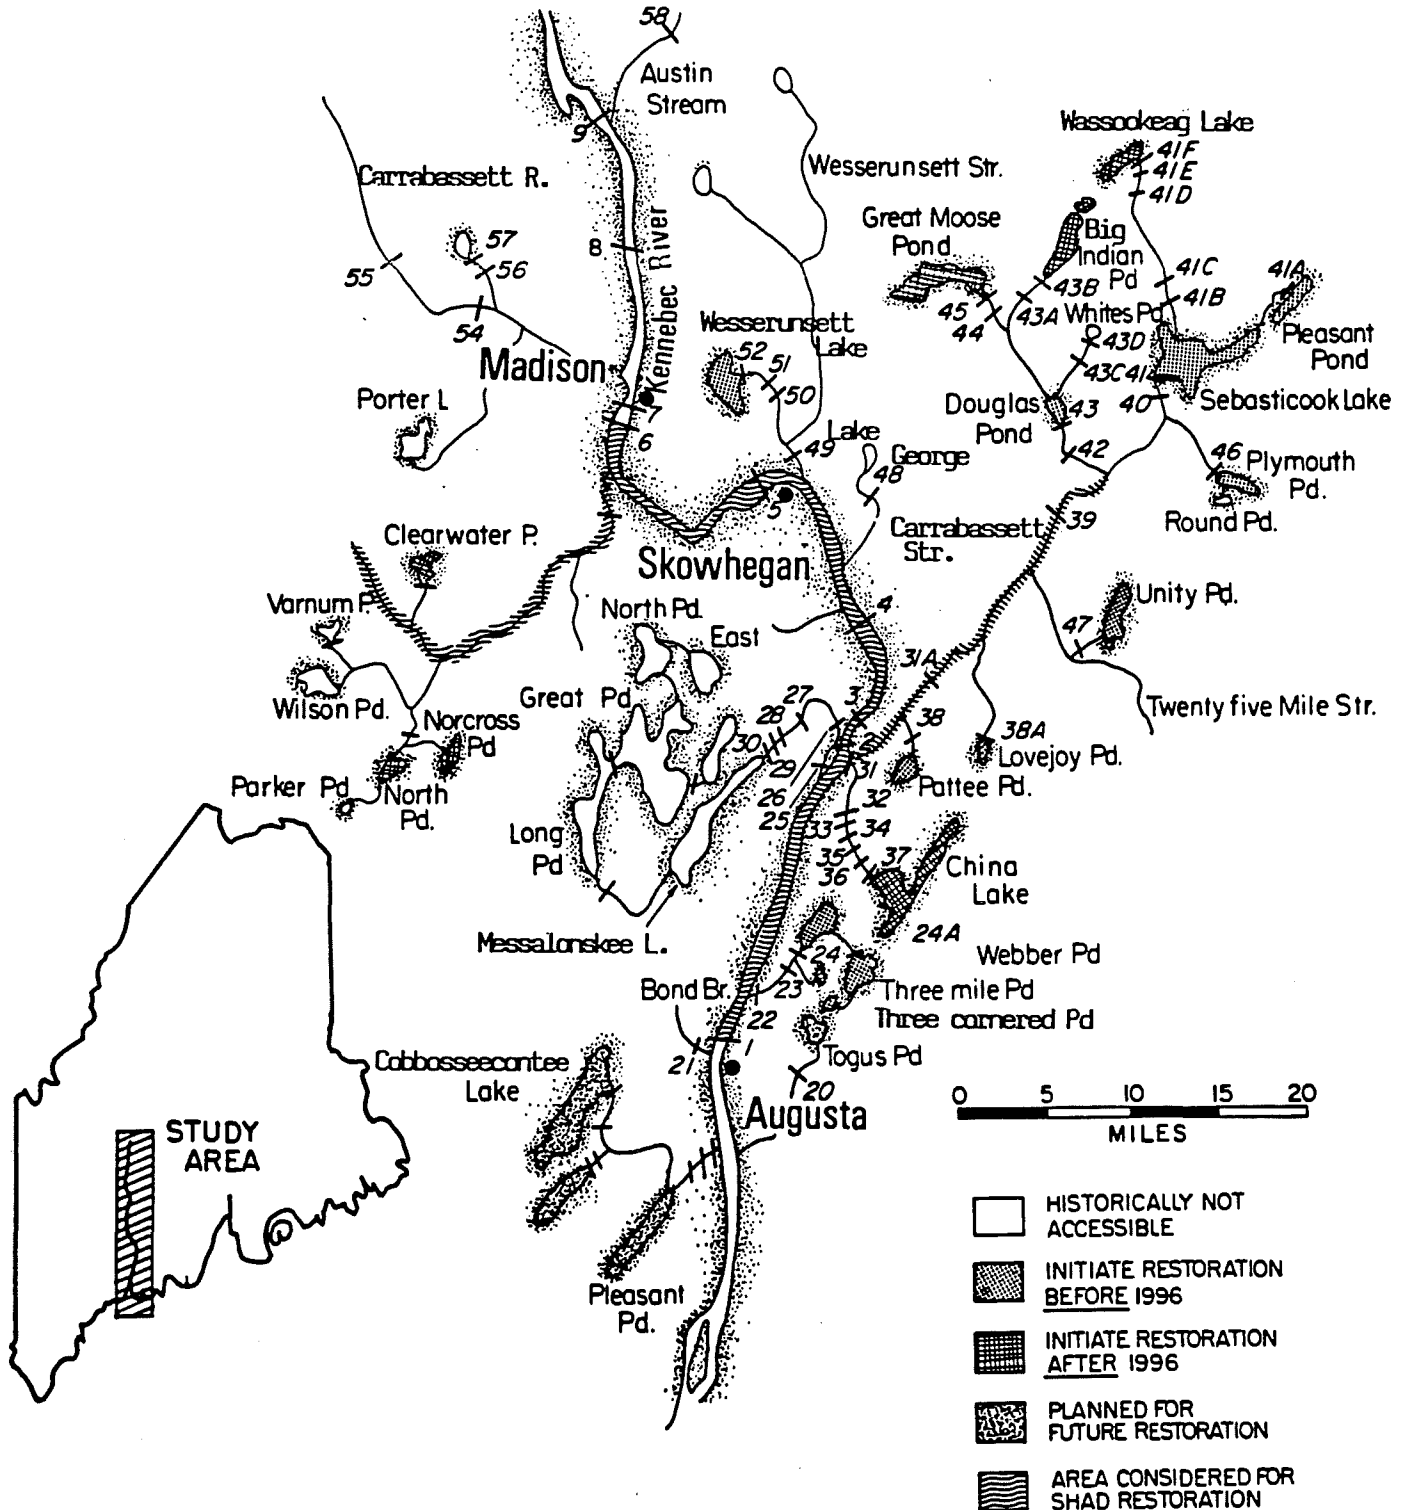 58
Austin
Stream
9
Wassookeag Lake
41F
41E
41D
Carrabassett R.
Wesserunsett Str.
Great Moose
Pond
Big
Indian
Pd
57
56
55
8
Kennebec River
54
43B
41C
41A
41B
45
44
43A
Whites Pd
43D
Pleasant
Pond
Wesserunsett
Lake
52
51
50
Madison
43C
41
40
Sebasticook Lake
Porter L
7
6
Douglas
Pond
43
42
Lake
George
49
48
46
Plymouth
Pd.
Round Pd.
5
39
Carrabassett
Str.
Clearwater P.
Skowhegan
Varnum P.
North Pd.
East
4
Unity Pd.
47
31A
Wilson Pd.
Great Pd
Norcross
Pd
27
28
30
29
26
25
3
2
31
38
38A
Lovejoy Pd.
Twenty five Mile Str.
Pattee Pd.
Parker Pd
North
Pd.
32
33
34
35
36
37
Long
Pd
China
Lake
24A
Messalonskee L.
Webber Pd
24
23
Three mile Pd
Three cornered Pd
Bond Br.
22
21
1
Togus Pd
20
Cobbosseecontee
Lake
Augusta
0 5 10 15 20
MILES
STUDY
AREA
Pleasant
Pd.
HISTORICALLY NOT
ACCESSIBLE
INITIATE RESTORATION
BEFORE 1996
INITIATE RESTORATION
AFTER 1996
PLANNED FOR
FUTURE RESTORATION
AREA CONSIDERED FOR
SHAD RESTORATION